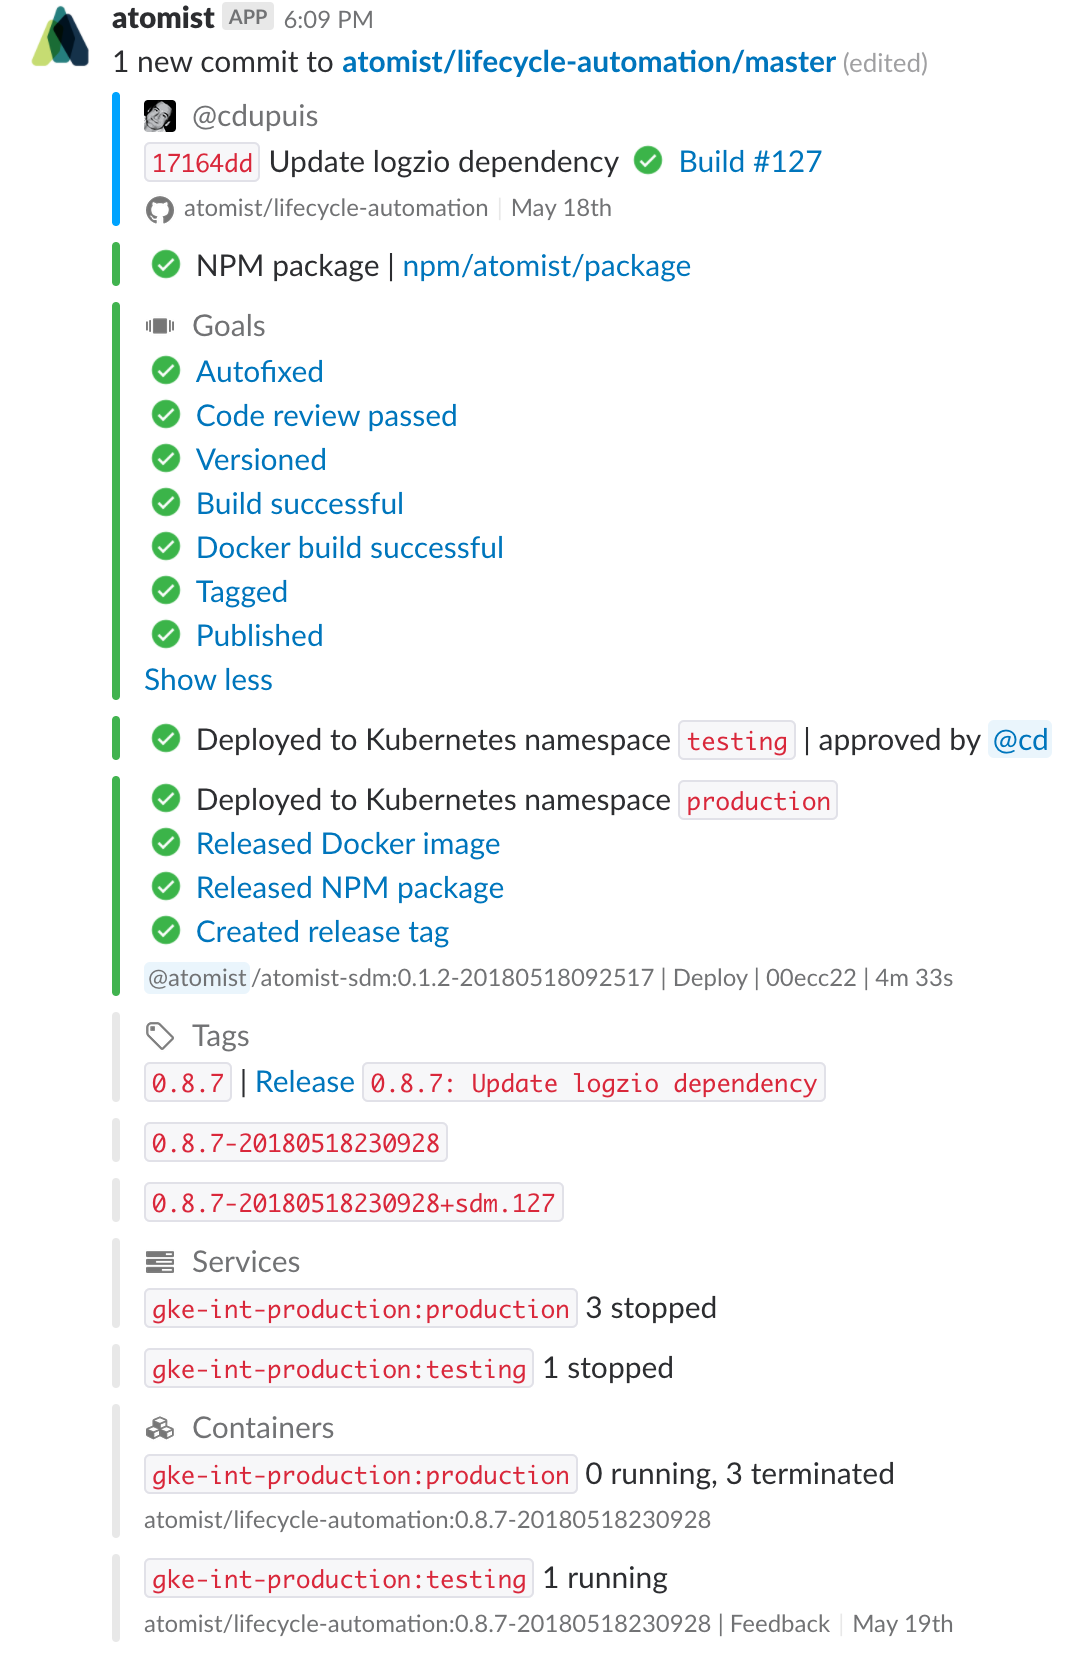 atomist APP 6:09 PM
1 new commit to atomist/lifecycle-automation/master (edited)
@cdupuis
17164dd Update logzio dependency Build #127
atomist/lifecycle-automation | May 18th
NPM package | npm/atomist/package
Goals
Autofixed
Code review passed
Versioned
Build successful
Docker build successful
Tagged
Published
Show less
Deployed to Kubernetes namespace testing | approved by @cd
Deployed to Kubernetes namespace production
Released Docker image
Released NPM package
Created release tag
@atomist/atomist-sdm:0.1.2-20180518092517 | Deploy | 00ecc22 | 4m 33s
Tags
0.8.7 | Release 0.8.7: Update logzio dependency
0.8.7-20180518230928
0.8.7-20180518230928+sdm.127
Services
gke-int-production:production 3 stopped
gke-int-production:testing 1 stopped
Containers
gke-int-production:production 0 running, 3 terminated
atomist/lifecycle-automation:0.8.7-20180518230928
gke-int-production:testing 1 running
atomist/lifecycle-automation:0.8.7-20180518230928 | Feedback | May 19th